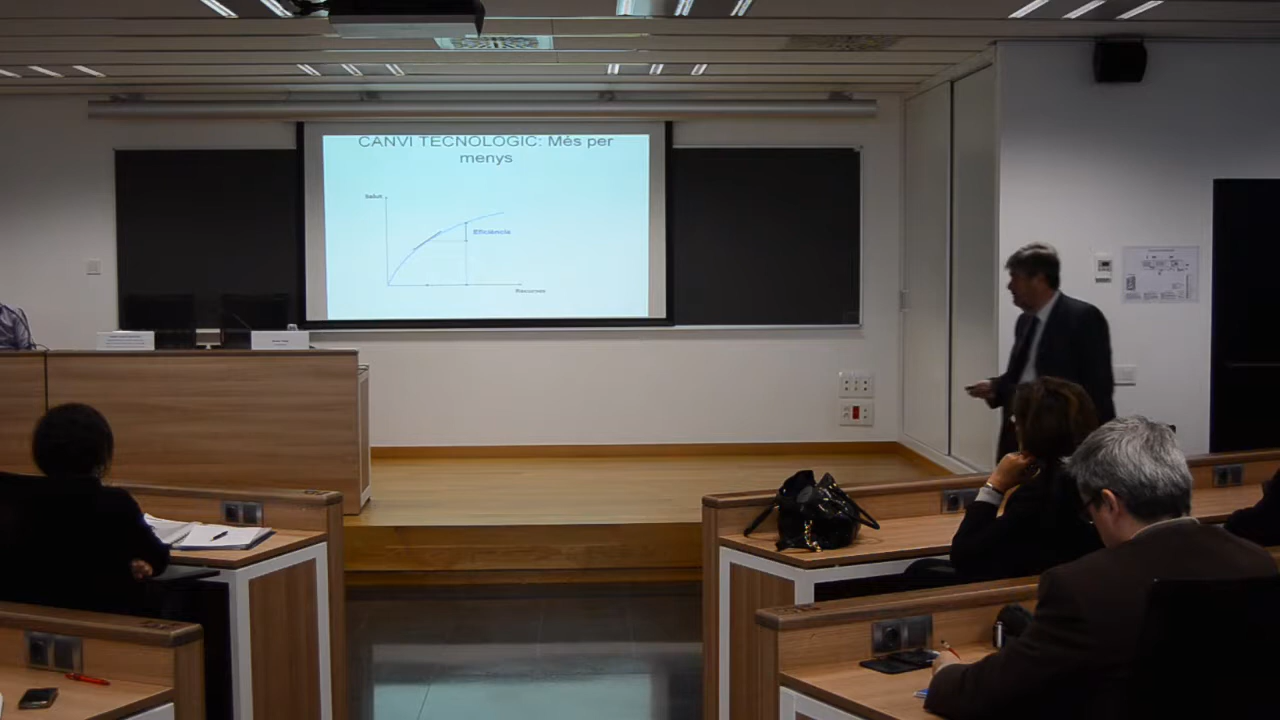 CANVI TECNOLOGIC: Més per
menys
Salut
Eficiència
Recursos